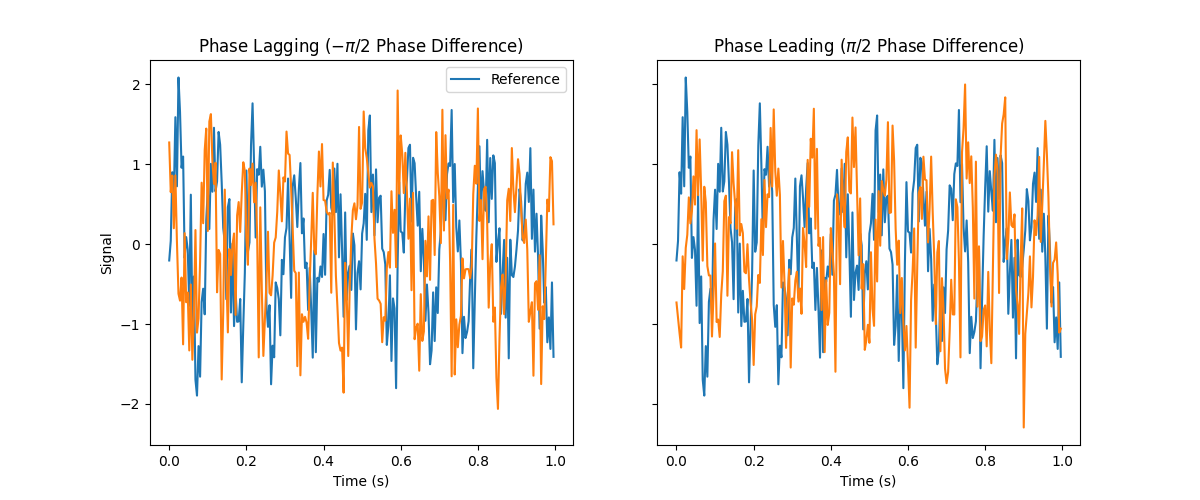 Phase Lagging (−π/2 Phase Difference)
Phase Leading (π/2 Phase Difference)
Reference
Signal
2
1
0
−1
−2
0.0 0.2 0.4 0.6 0.8 1.0
0.0 0.2 0.4 0.6 0.8 1.0
Time (s)
Time (s)